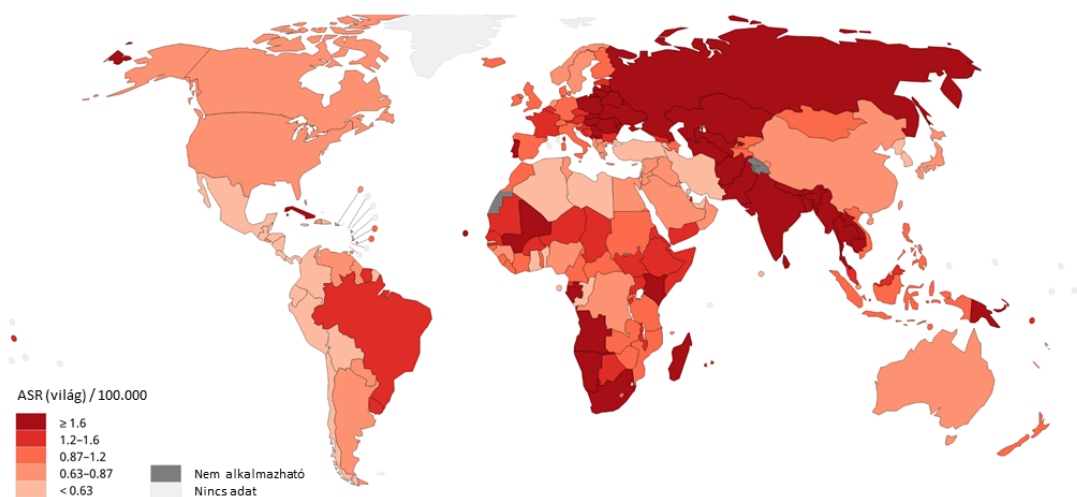 ASR (világ) / 100.000
≥ 1.6
1.2–1.6
0.87–1.2
0.63–0.87
< 0.63
Nem alkalmazható
Nincs adat